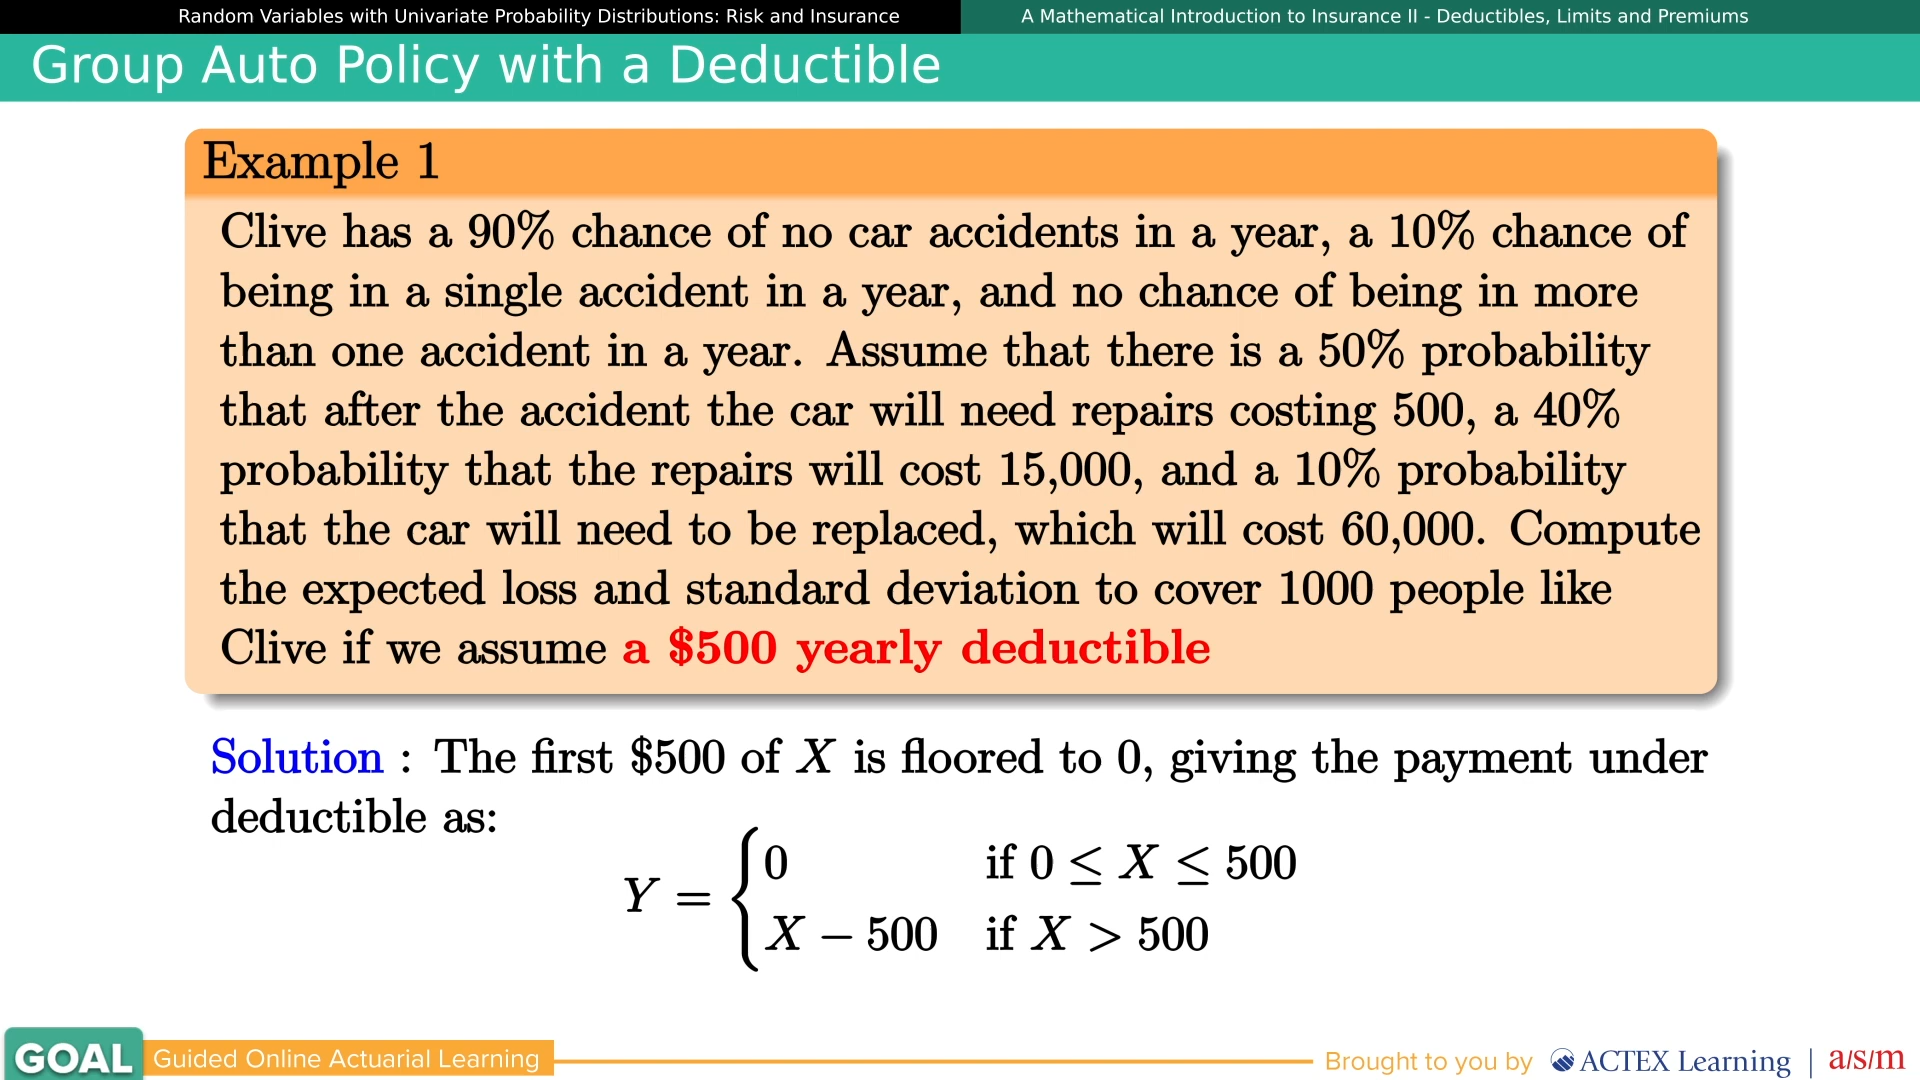 Random Variables with Univariate Probability Distributions: Risk and Insurance
A Mathematical Introduction to Insurance II - Deductibles, Limits and Premiums
Group Auto Policy with a Deductible
Example 1
Clive has a 90% chance of no car accidents in a year, a 10% chance of
being in a single accident in a year, and no chance of being in more
than one accident in a year. Assume that there is a 50% probability
that after the accident the car will need repairs costing 500, a 40%
probability that the repairs will cost 15,000, and a 10% probability
that the car will need to be replaced, which will cost 60,000. Compute
the expected loss and standard deviation to cover 1000 people like
Clive if we assume a $500 yearly deductible
Solution : The first $500 of X is floored to 0, giving the payment under
deductible as:
Y = { 0 if 0 ≤ X ≤ 500
X − 500 if X > 500
GOAL Guided Online Actuarial Learning
Brought to you by ACTEX Learning | a/s/m